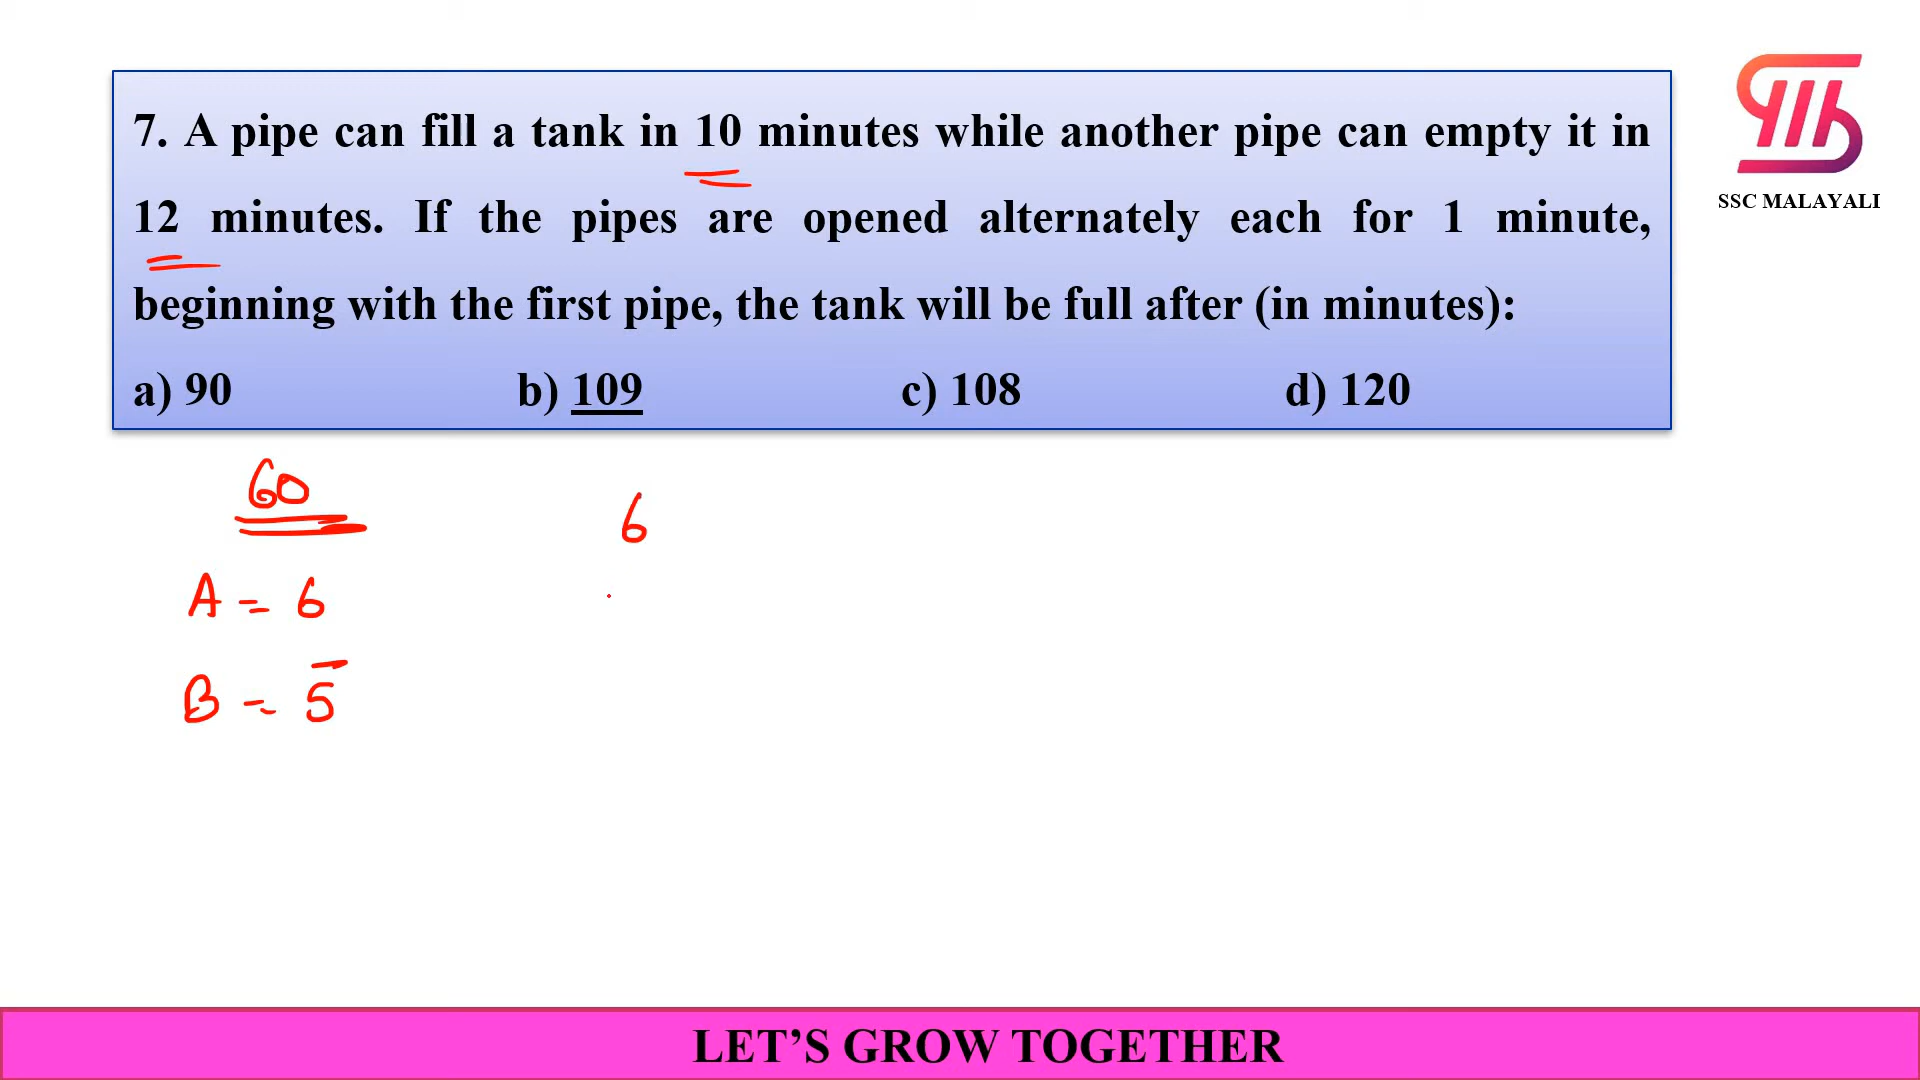 7. A pipe can fill a tank in 10 minutes while another pipe can empty it in
12 minutes. If the pipes are opened alternately each for 1 minute,
beginning with the first pipe, the tank will be full after (in minutes):
a) 90 b) 109 c) 108 d) 120
SSC MALAYALI
60
6
A = 6
B = 5
LET’S GROW TOGETHER